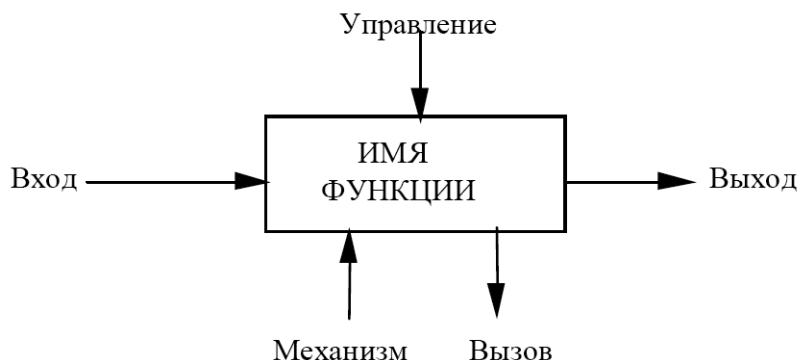 Управление
ИМЯ
ФУНКЦИИ
Вход
Выход
Механизм
Вызов